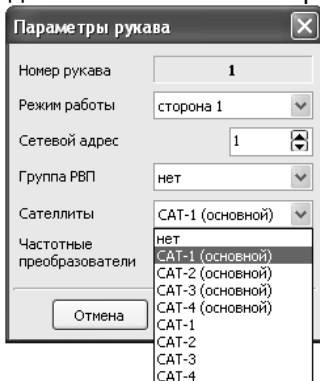 Параметры рукава
Номер рукава 1
Режим работы сторона 1
Сетевой адрес 1
Группа РВП нет
Сателлиты САТ-1 (основной)
Частотные преобразователи
нет
САТ-1 (основной)
САТ-2 (основной)
САТ-3 (основной)
САТ-4 (основной)
САТ-1
САТ-2
САТ-3
САТ-4
Отмена